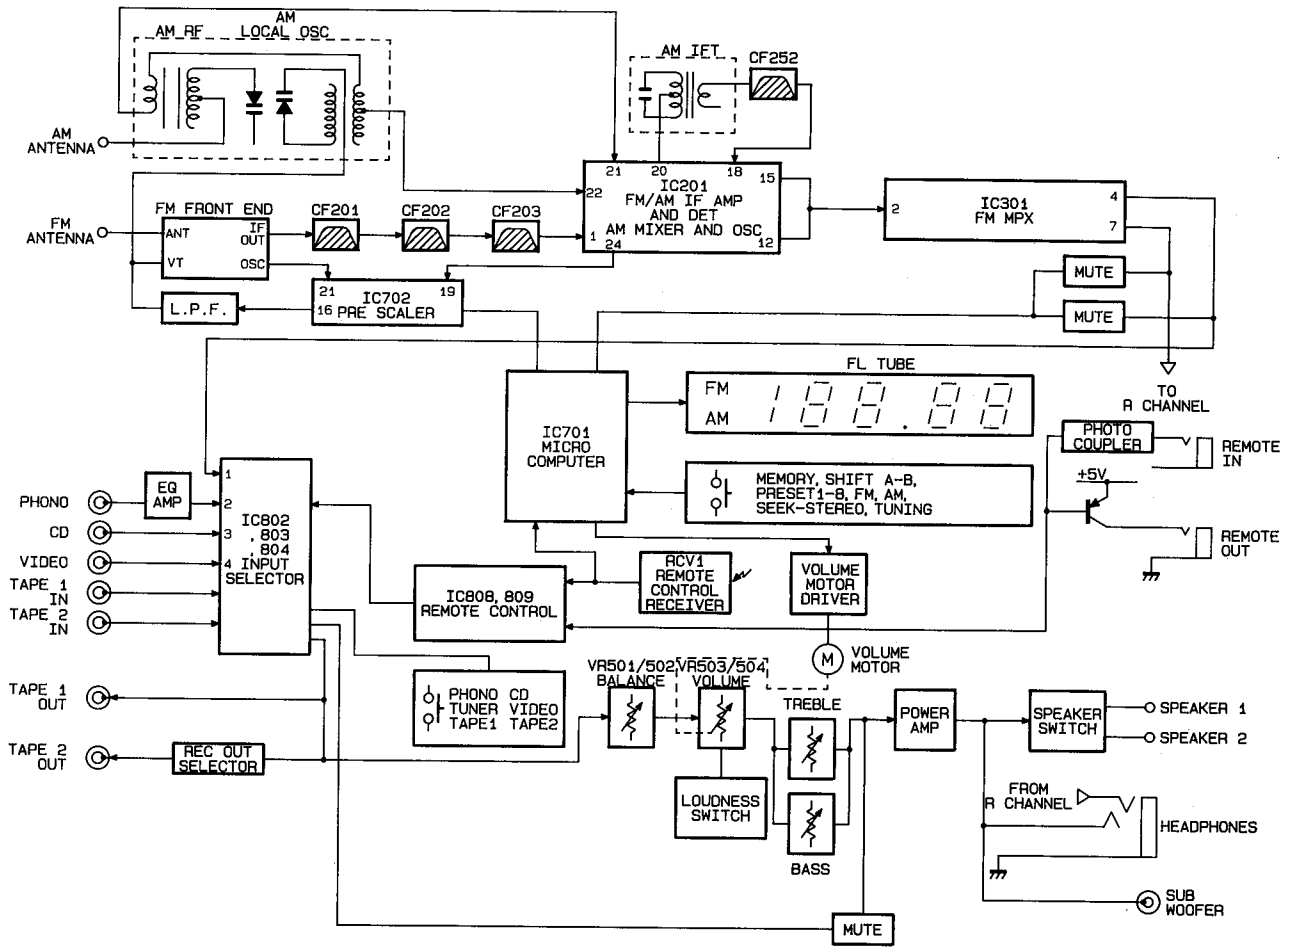 AM
AM RF LOCAL OSC
AM
ANTENNA
AM IFT
CF252
FM
ANTENNA
FM FRONT END
ANT
IF
OUT
VT
OSC
CF201
CF202
CF203
21 20 18
22
15
IC201
FM/AM IF AMP
AND DET
AM MIXER AND OSC
1
24
12
2
IC301
FM MPX
4
7
MUTE
MUTE
L.P.F.
21
19
16
IC702
PRE SCALER
TO
R CHANNEL
FL TUBE
FM
AM
188.88
IC701
MICRO
COMPUTER
MEMORY, SHIFT A-B,
PRESET1-8, FM, AM,
SEEK-STEREO, TUNING
PHOTO
COUPLER
REMOTE
IN
+5V
REMOTE
OUT
PHONO
EQ
AMP
CD
VIDEO
TAPE 1
IN
TAPE 2
IN
1
2
3
4
IC802
,803
,804
INPUT
SELECTOR
IC808,809
REMOTE CONTROL
RCV1
REMOTE
CONTROL
RECEIVER
VOLUME
MOTOR
DRIVER
M
VOLUME
MOTOR
PHONO CD
TUNER VIDEO
TAPE1 TAPE2
TAPE 1
OUT
TAPE 2
OUT
REC OUT
SELECTOR
VR501/502
BALANCE
VR503/504
VOLUME
LOUDNESS
SWITCH
TREBLE
BASS
POWER
AMP
SPEAKER
SWITCH
SPEAKER 1
SPEAKER 2
FROM
R CHANNEL
HEADPHONES
SUB
WOOFER
MUTE